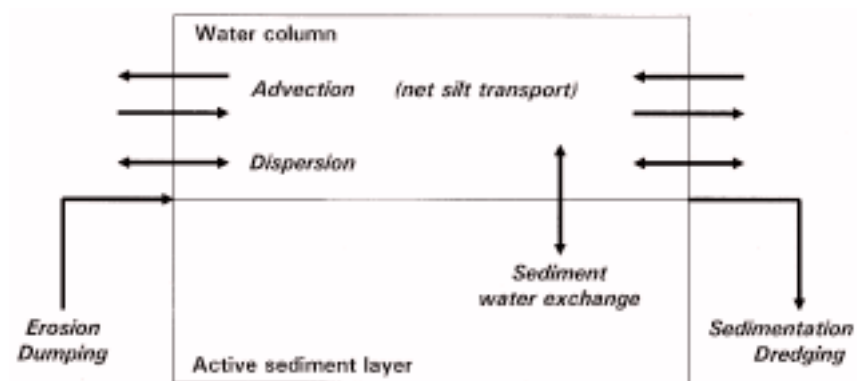 Water column
Advection (net silt transport)
Dispersion
Sediment
water exchange
Erosion
Dumping
Sedimentation
Dredging
Active sediment layer